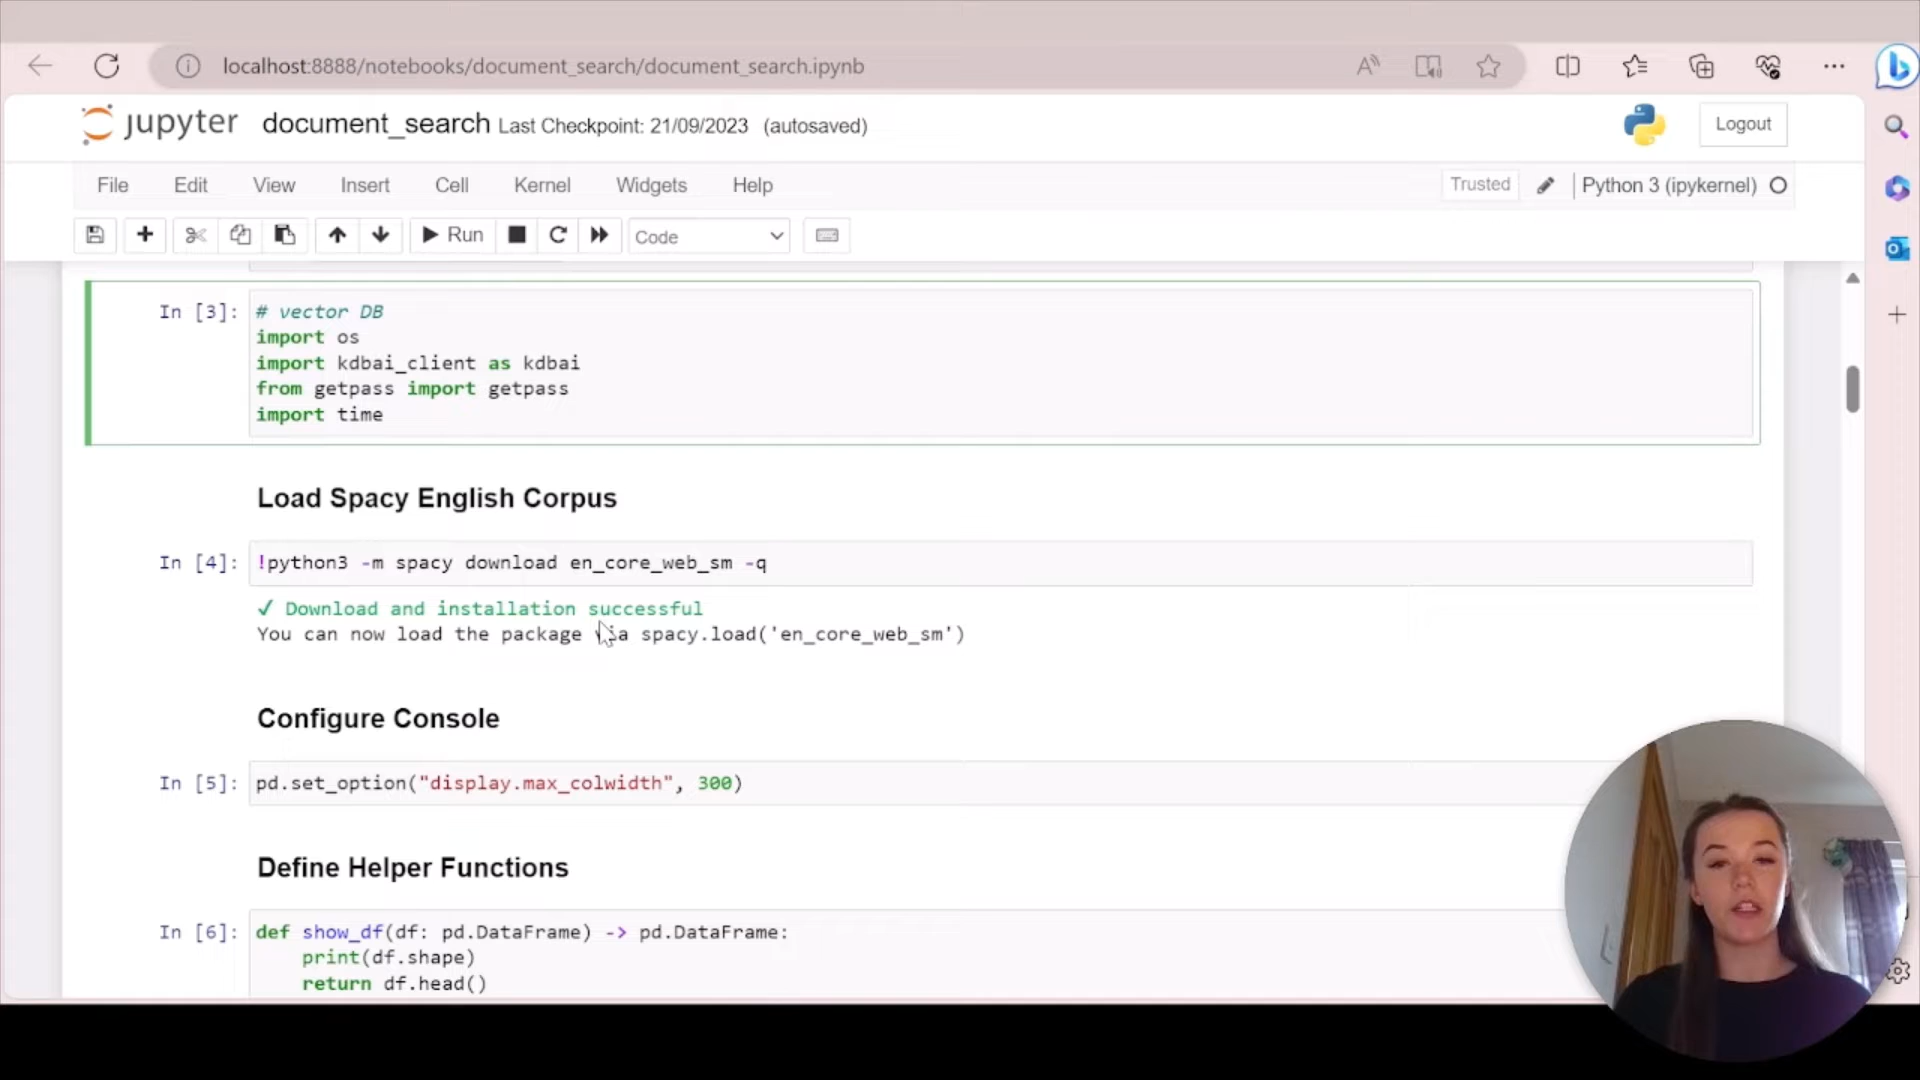 localhost:8888/notebooks/document_search/document_search.ipynb
jupyter document_search Last Checkpoint: 21/09/2023 (autosaved)
Logout
File Edit View Insert Cell Kernel Widgets Help
Trusted
Python 3 (ipykernel)
Run
Code
In [3]: # vector DB
import os
import kdbai_client as kdbai
from getpass import getpass
import time
Load Spacy English Corpus
In [4]: !python3 -m spacy download en_core_web_sm -q
✓ Download and installation successful
You can now load the package via spacy.load('en_core_web_sm')
Configure Console
In [5]: pd.set_option("display.max_colwidth", 300)
Define Helper Functions
In [6]: def show_df(df: pd.DataFrame) -> pd.DataFrame:
print(df.shape)
return df.head()